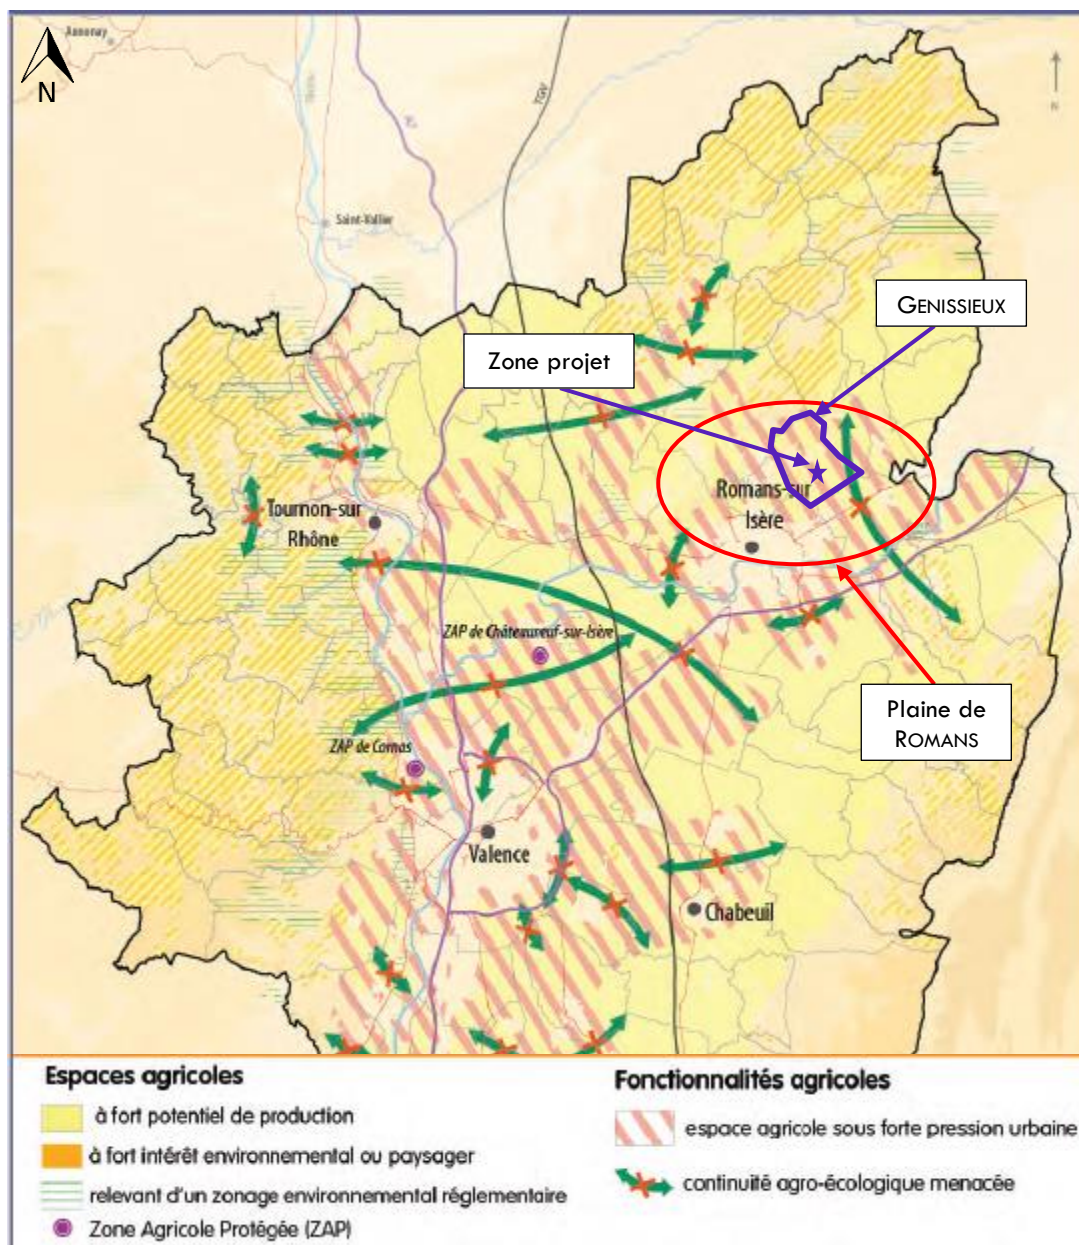 Annonay
N
N
TGV
A7
Saint-Vallier
GENISSIEUX
Zone projet
Romans-sur
Isère
Tournon-sur
Rhône
ZAP de Châteauneuf-sur-Isère
Plaine de
ROMANS
ZAP de Cornas
Valence
Chabeuil
Espaces agricoles
à fort potentiel de production
à fort intérêt environnemental ou paysager
relevant d'un zonage environnemental réglementaire
Zone Agricole Protégée (ZAP)
Fonctionnalités agricoles
espace agricole sous forte pression urbaine
continuité agro-écologique menacée